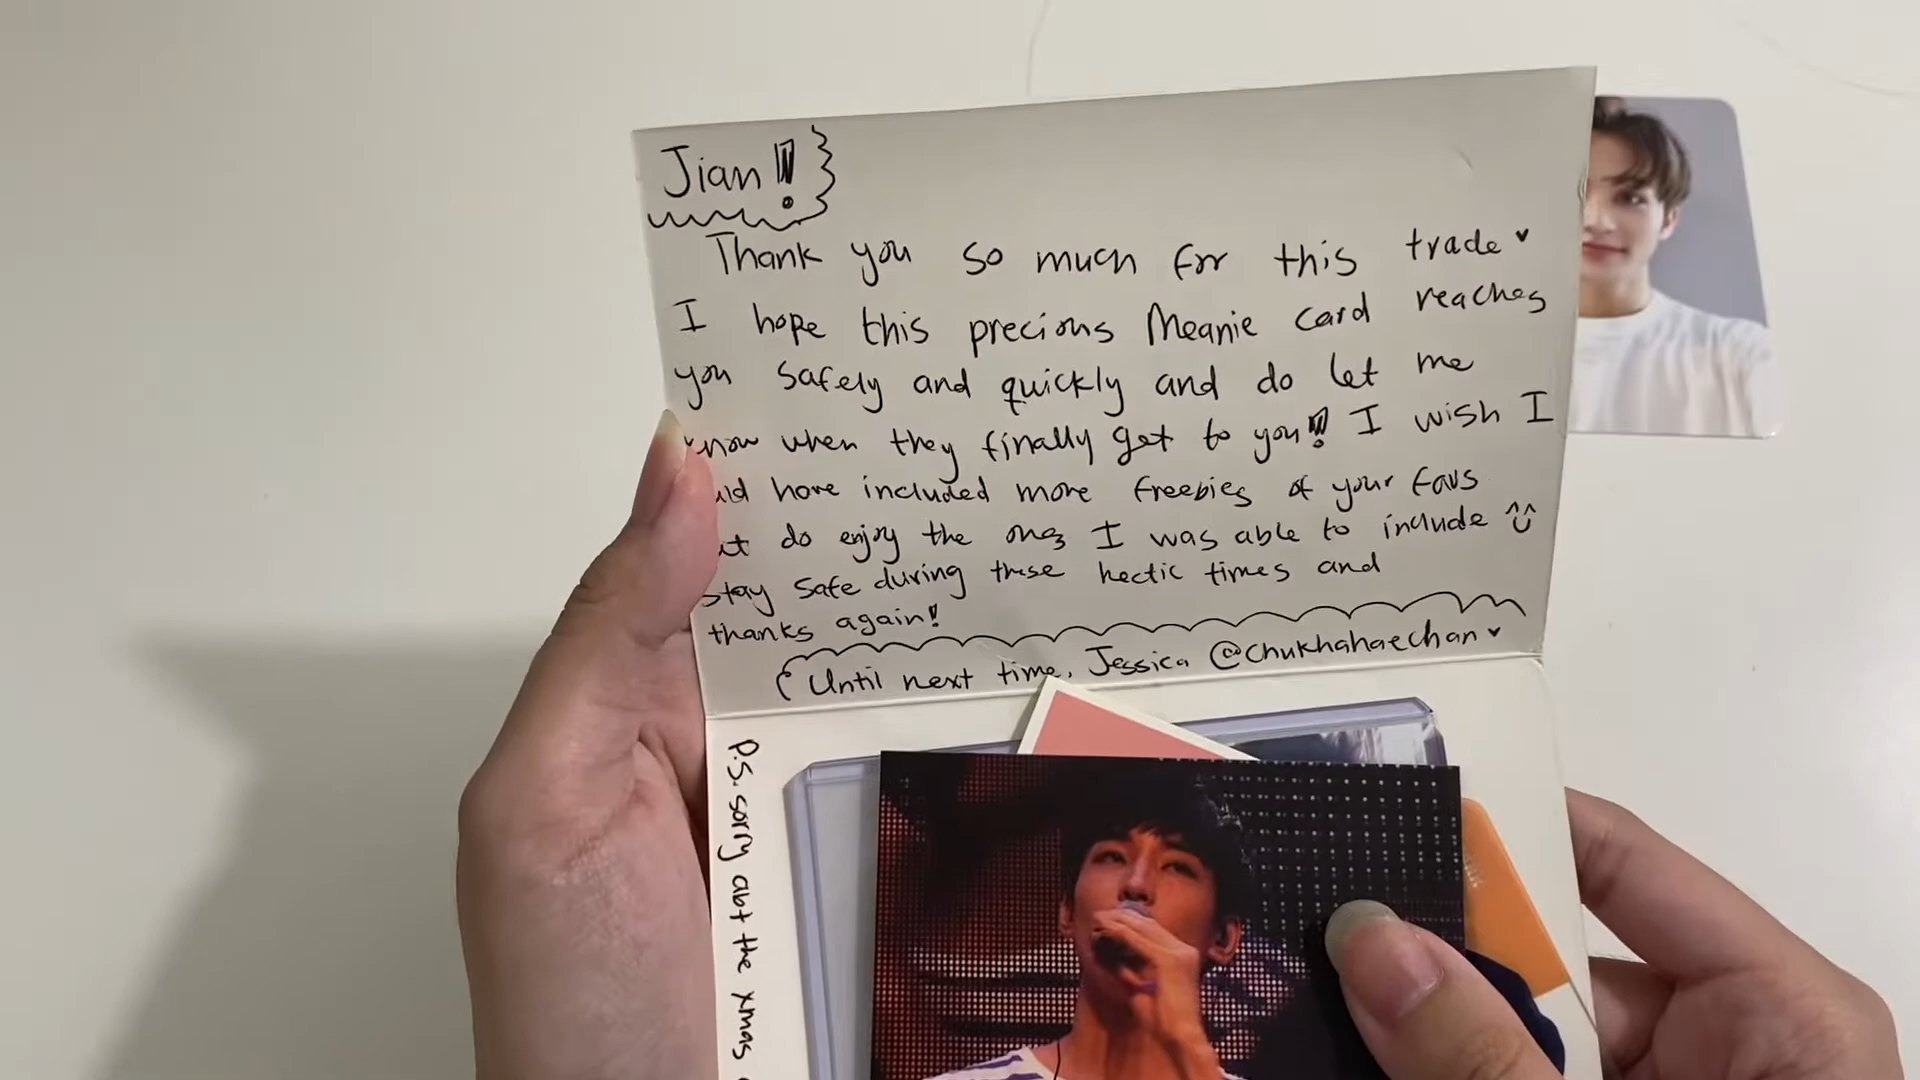 Jian!!
Thank you so much for this trade ♥
I hope this precious Meanie card reaches
you safely and quickly and do let me
know when they finally get to you!! I wish I
have included more freebies of your favs
do enjoy the ones I was able to include ^^
stay safe during these hectic times and
thanks again!
Until next time, Jessica @chukhahaechan ♥
P.S. sorry abt the xmas